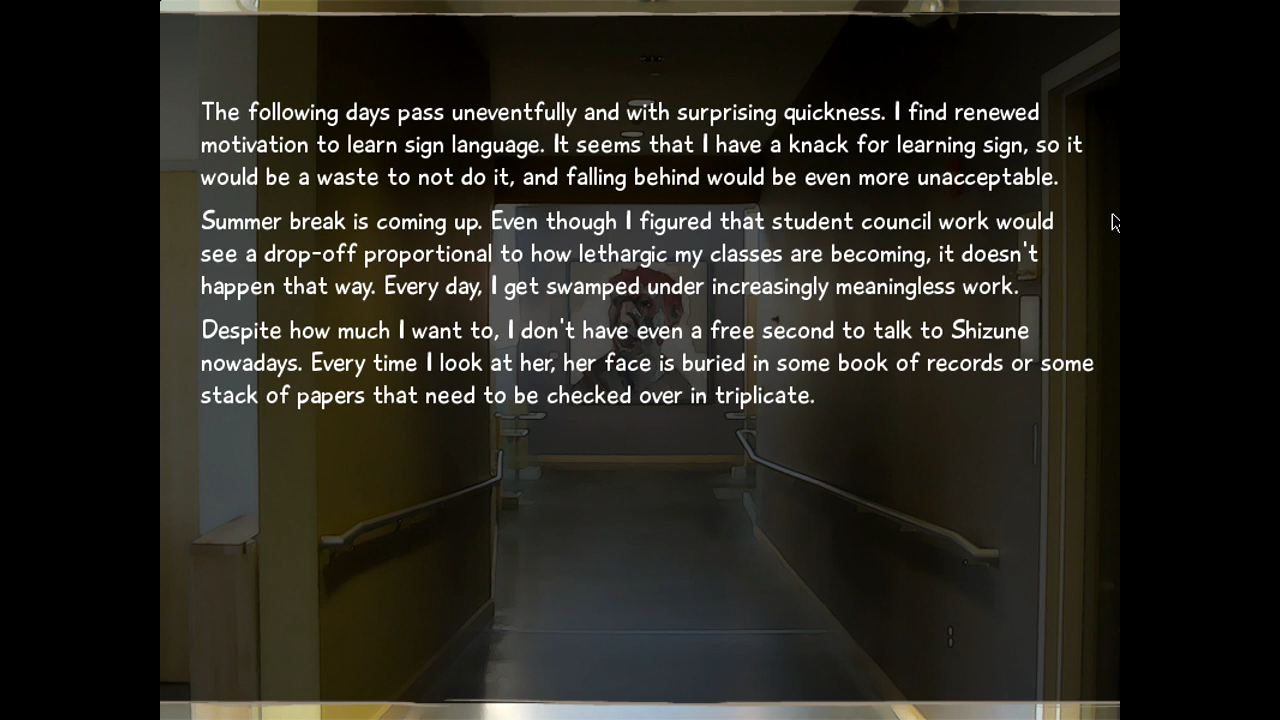 The following days pass uneventfully and with surprising quickness. I find renewed
motivation to learn sign language. It seems that I have a knack for learning sign, so it
would be a waste to not do it, and falling behind would be even more unacceptable.
Summer break is coming up. Even though I figured that student council work would
see a drop-off proportional to how lethargic my classes are becoming, it doesn't
happen that way. Every day, I get swamped under increasingly meaningless work.
Despite how much I want to, I don't have even a free second to talk to Shizune
nowadays. Every time I look at her, her face is buried in some book of records or some
stack of papers that need to be checked over in triplicate.